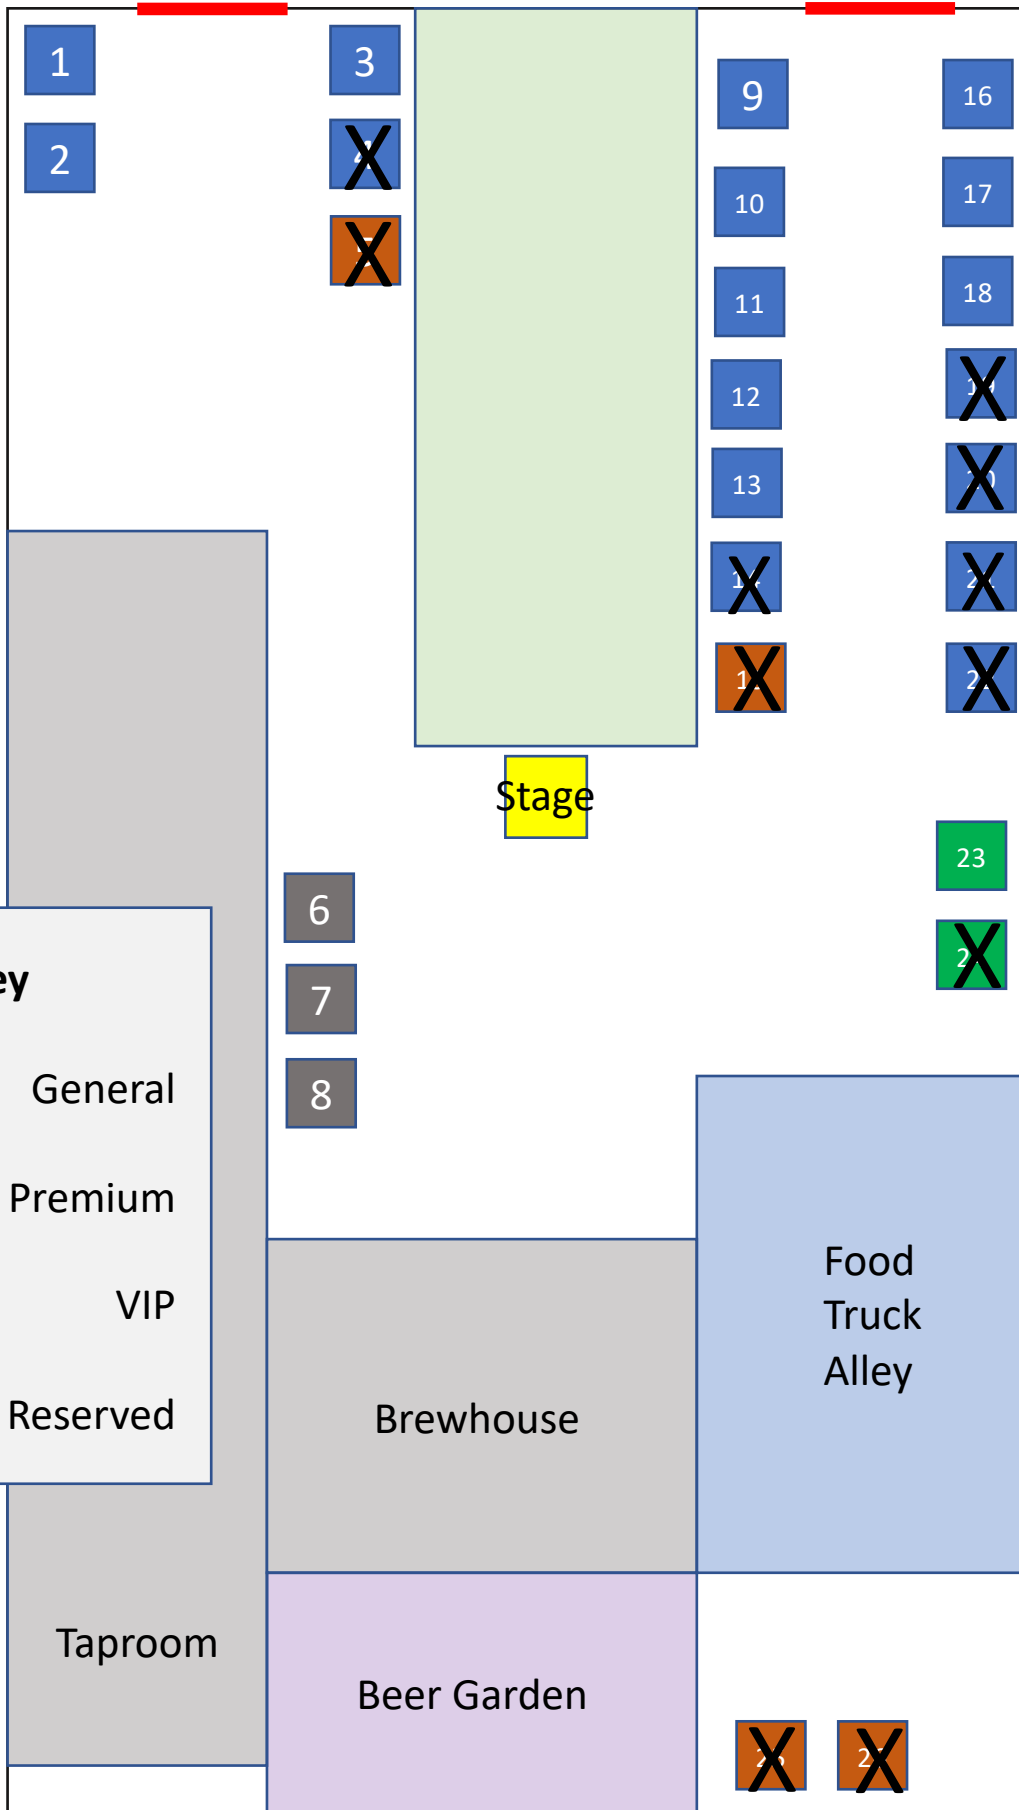 1
3
2
X
X
9
16
10
17
11
18
12
X
13
X
X
X
X
X
Stage
6
23
7
X
8
ey
General
Premium
VIP
Reserved
Food
Truck
Alley
Brewhouse
Taproom
Beer Garden
X
X